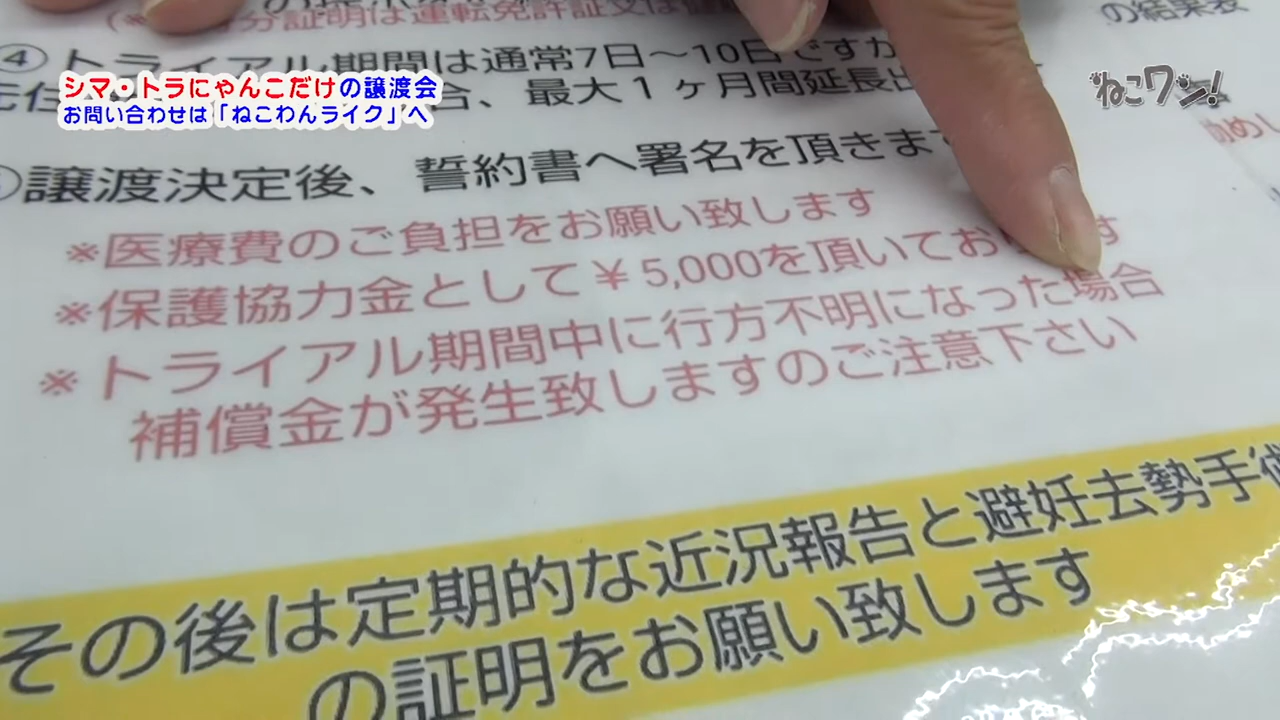 の結果表
④トライアル期間は通常7日～10日ですが
合、最大1ヶ月間延長出
シマ・トラにゃんこだけの譲渡会
お問い合わせは「ねこわんライク」へ
ねこワン!
譲渡決定後、誓約書へ署名を頂きます
※医療費のご負担をお願い致します
※保護協力金として￥5,000を頂いております
※トライアル期間中に行方不明になった場合
補償金が発生致しますのご注意下さい
その後は定期的な近況報告と避妊去勢手術
の証明をお願い致します